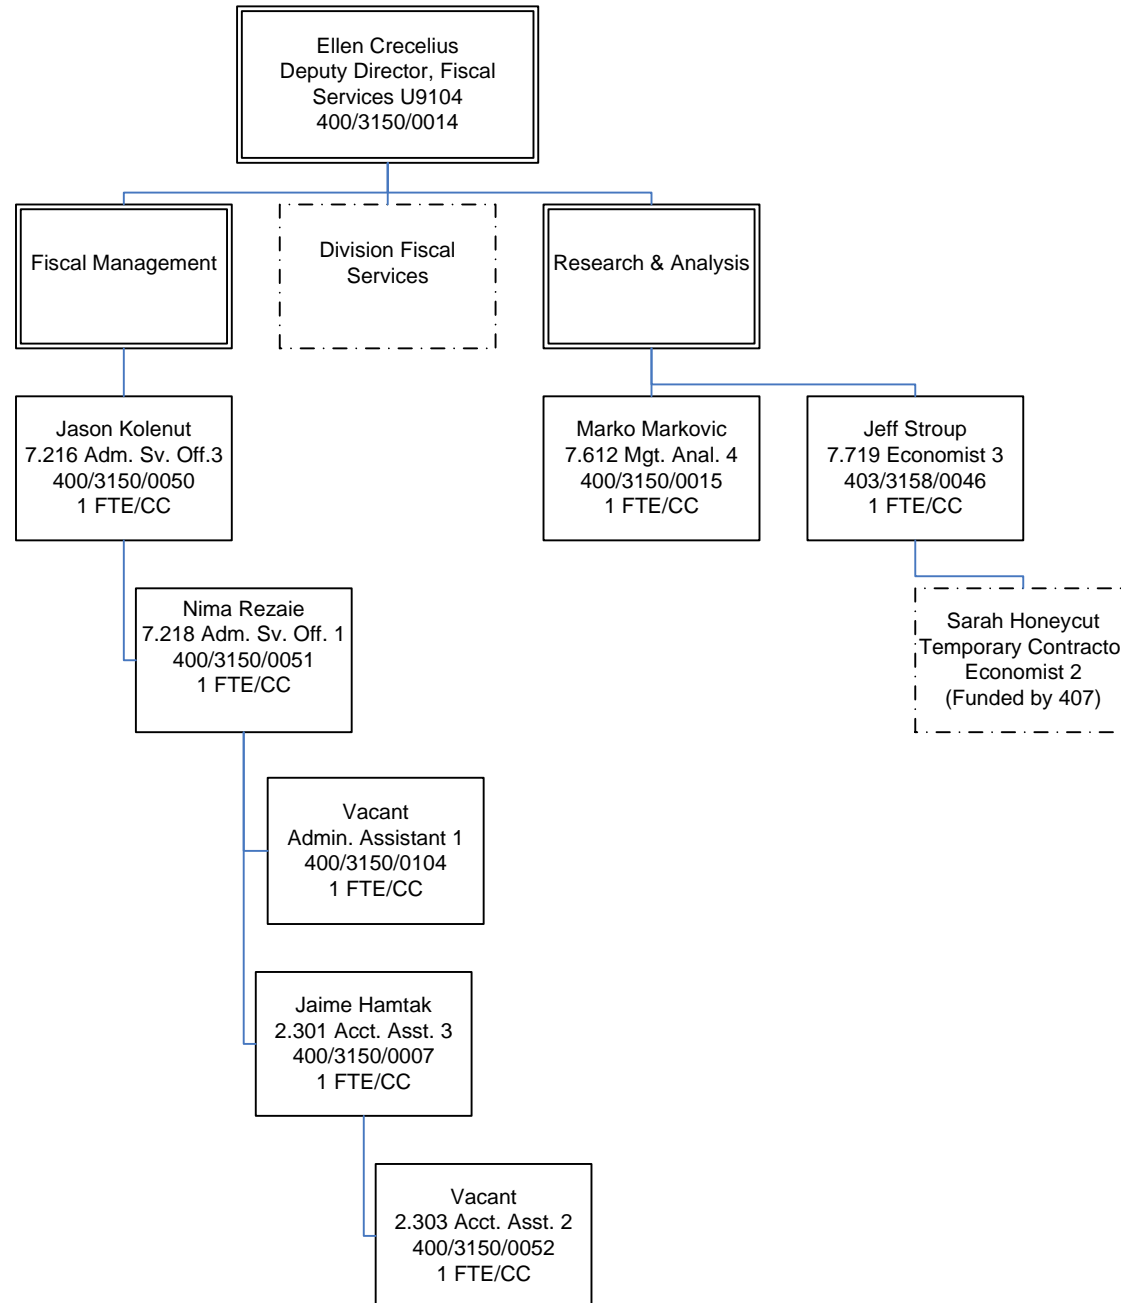 Ellen Crecelius
Deputy Director, Fiscal
Services U9104
400/3150/0014
Fiscal Management
Division Fiscal
Services
Research & Analysis
Jason Kolenut
7.216 Adm. Sv. Off.3
400/3150/0050
1 FTE/CC
Marko Markovic
7.612 Mgt. Anal. 4
400/3150/0015
1 FTE/CC
Jeff Stroup
7.719 Economist 3
403/3158/0046
1 FTE/CC
Nima Rezaie
7.218 Adm. Sv. Off. 1
400/3150/0051
1 FTE/CC
Sarah Honeycut
Temporary Contracto
Economist 2
(Funded by 407)
Vacant
Admin. Assistant 1
400/3150/0104
1 FTE/CC
Jaime Hamtak
2.301 Acct. Asst. 3
400/3150/0007
1 FTE/CC
Vacant
2.303 Acct. Asst. 2
400/3150/0052
1 FTE/CC